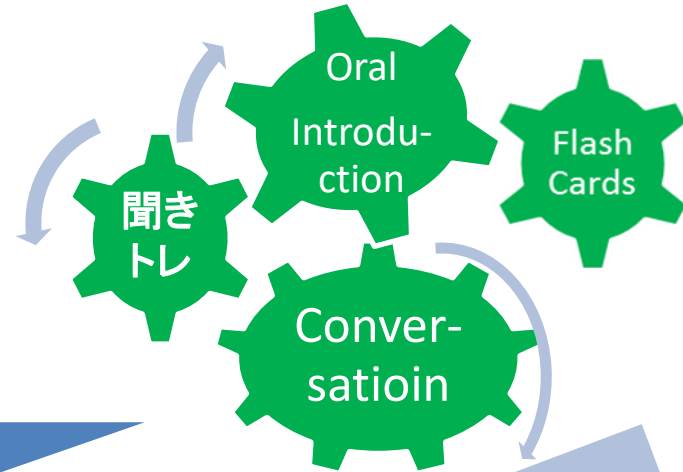 Oral
Introdu-
ction
Flash
Cards
聞き
トレ
Conver-
satioin